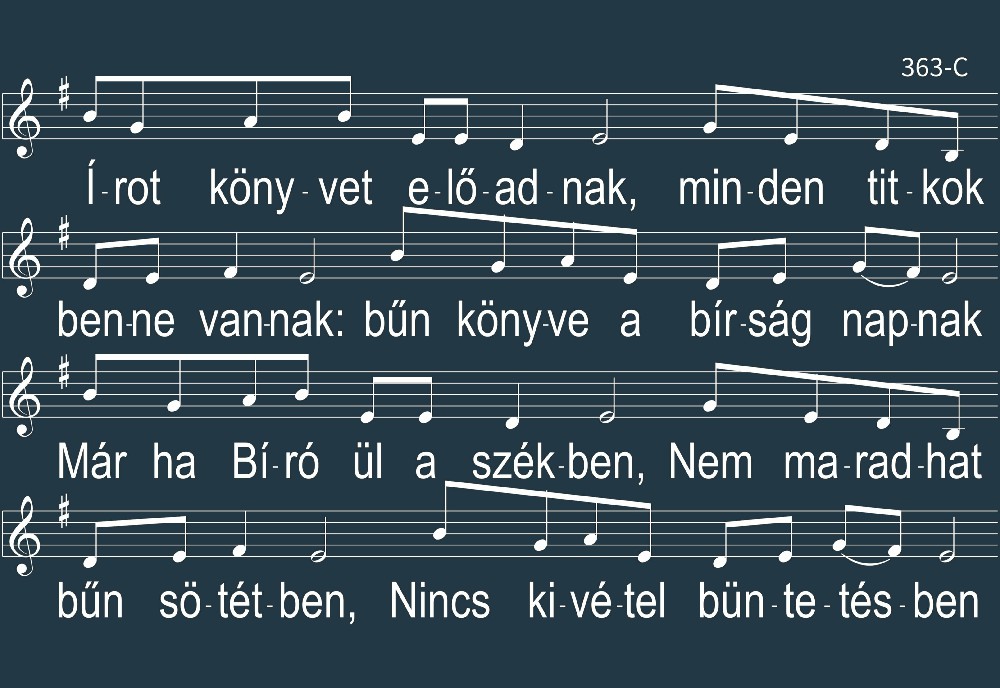 363-C
Í-rot köny-vet e-lő-ad-nak, min-den tit-kok
ben-ne van-nak: bűn köny-ve a bír-ság nap-nak
Már ha Bí-ró ül a szék-ben, Nem ma-rad-hat
bűn sö-tét-ben, Nincs ki-vé-tel bün-te-tés-ben